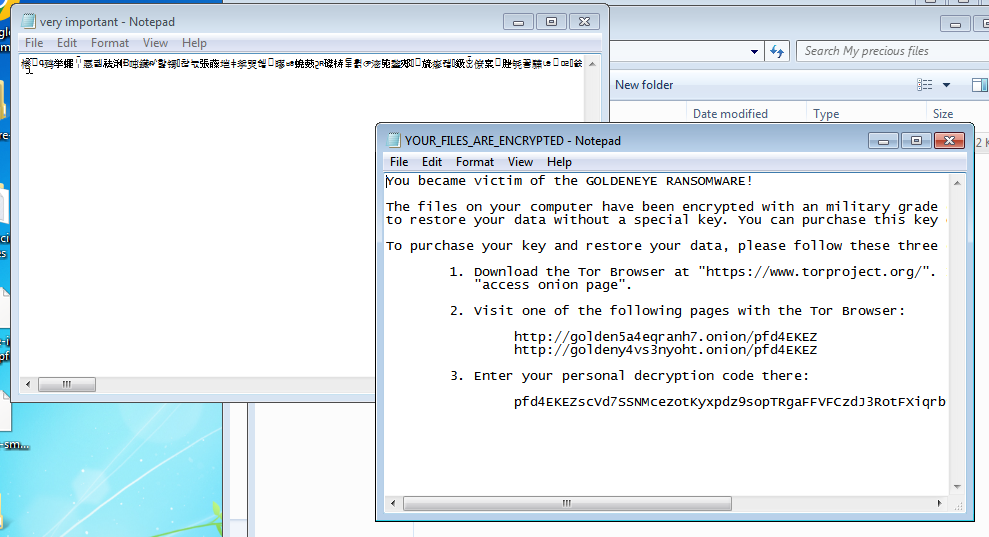 very important - Notepad
File Edit Format View Help
Search My precious files
New folder
Date modified Type Size
YOUR_FILES_ARE_ENCRYPTED - Notepad
File Edit Format View Help
You became victim of the GOLDENEYE RANSOMWARE!
The files on your computer have been encrypted with an military grade
to restore your data without a special key. You can purchase this key
To purchase your key and restore your data, please follow these three
1. Download the Tor Browser at "https://www.torproject.org/".
"access onion page".
2. Visit one of the following pages with the Tor Browser:
http://golden5a4eqranh7.onion/pfd4EKEZ
http://goldeny4vs3nyoht.onion/pfd4EKEZ
3. Enter your personal decryption code there:
pfd4EKEZscVd7SSNMcezotKyxpdz9sopTRgaFFVFCzdJ3RotFXiqrb